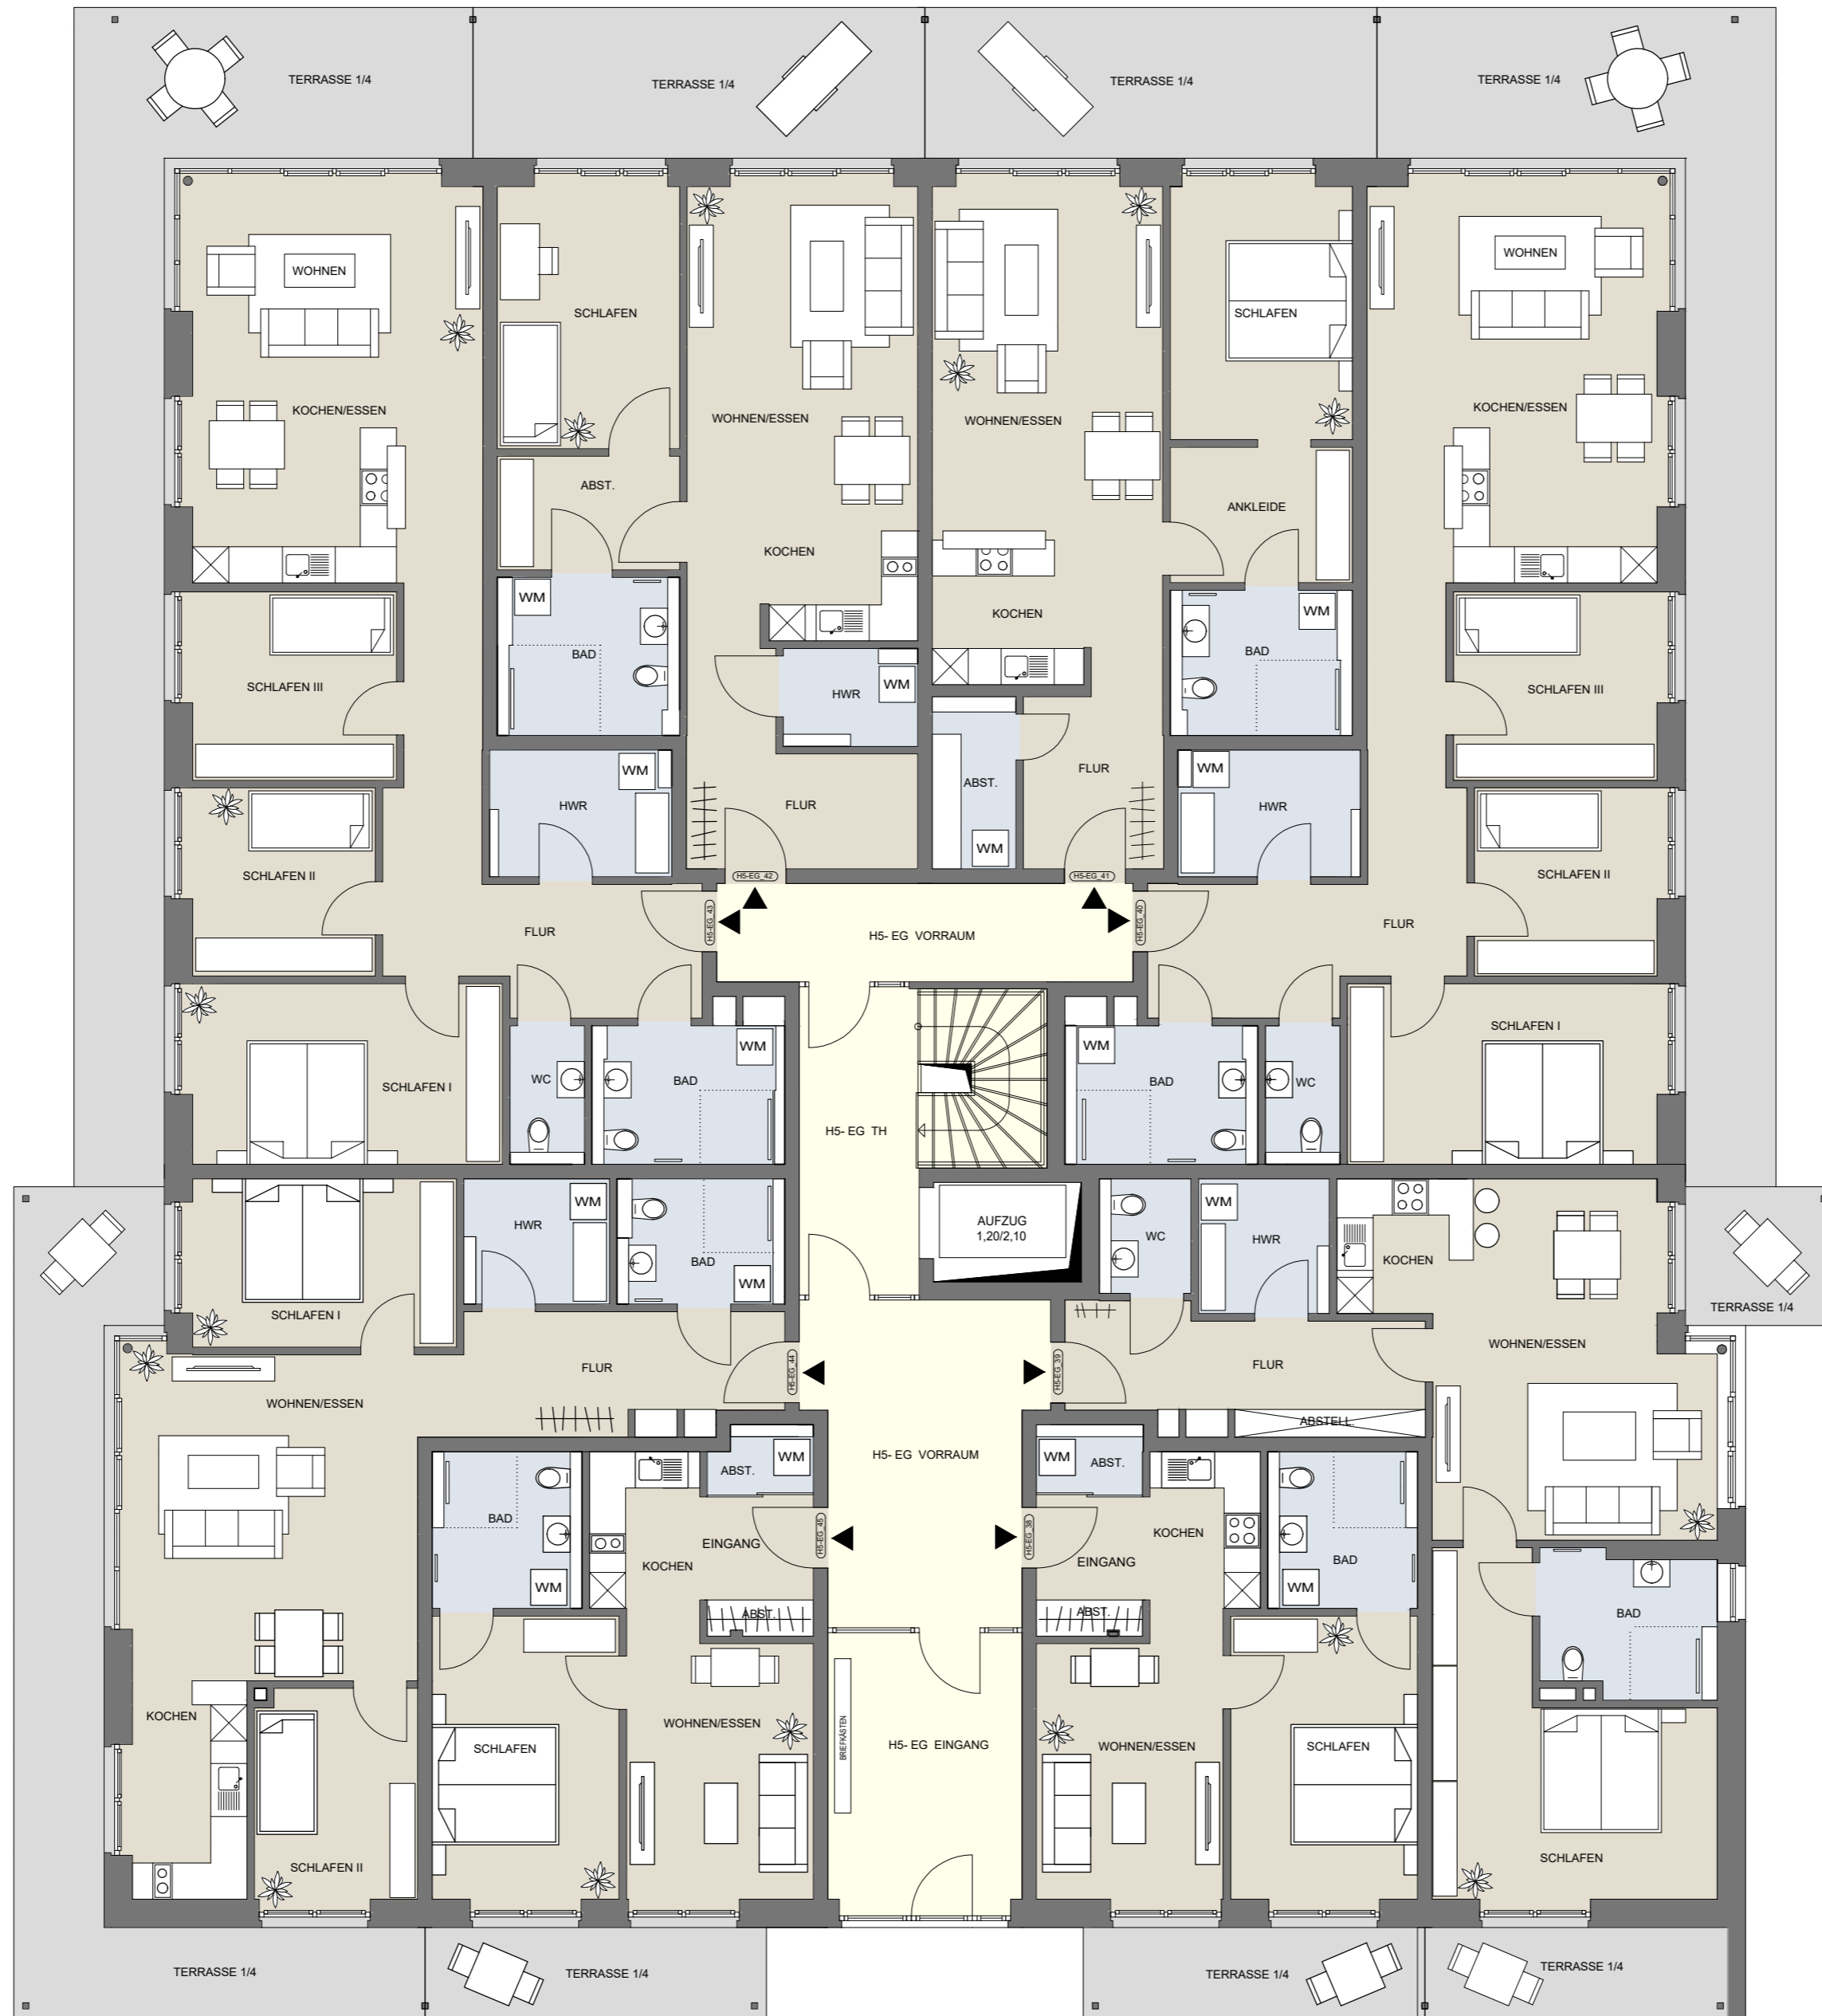 TERRASSE 1/4
TERRASSE 1/4
TERRASSE 1/4
TERRASSE 1/4
WOHNEN
SCHLAFEN
SCHLAFEN
WOHNEN
KOCHEN/ESSEN
WOHNEN/ESSEN
WOHNEN/ESSEN
KOCHEN/ESSEN
ABST.
ANKLEIDE
KOCHEN
KOCHEN
WM
WM
BAD
BAD
SCHLAFEN III
HWR
WM
SCHLAFEN III
WM
HWR
FLUR
ABST.
WM
FLUR
WM
HWR
SCHLAFEN II
SCHLAFEN II
H5-EG_42
H5-EG_41
H5-EG_43
H5-EG_40
FLUR
H5- EG VORRAUM
FLUR
SCHLAFEN I
WC
BAD
WM
H5- EG TH
WM
BAD
WC
SCHLAFEN I
HWR
WM
BAD
WM
AUFZUG
1,20/2,10
WC
WM
HWR
KOCHEN
SCHLAFEN I
TERRASSE 1/4
WOHNEN/ESSEN
FLUR
H5-EG_44
H5-EG_39
FLUR
WOHNEN/ESSEN
ABSTELL.
H5- EG VORRAUM
ABST.
WM
WM
ABST.
BAD
WM
KOCHEN
EINGANG
H5-EG_45
H5-EG_38
EINGANG
KOCHEN
BAD
WM
ABST.
ABST.
BAD
KOCHEN
SCHLAFEN
WOHNEN/ESSEN
BRIEFKÄSTEN
H5- EG EINGANG
WOHNEN/ESSEN
SCHLAFEN
SCHLAFEN II
SCHLAFEN
TERRASSE 1/4
TERRASSE 1/4
TERRASSE 1/4
TERRASSE 1/4